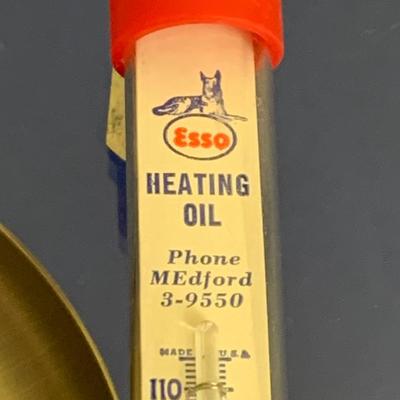 Esso
HEATING
OIL
Phone
MEdford
3-9550
MADE U.S.A.
110